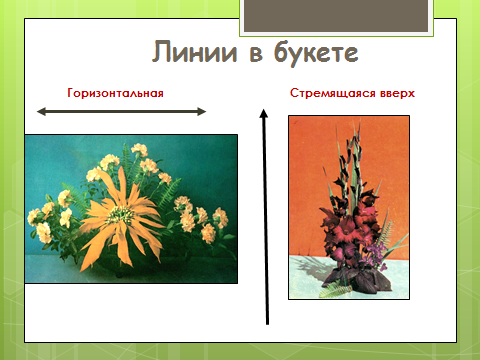 Линии в букете
Горизонтальная
Стремящаяся вверх